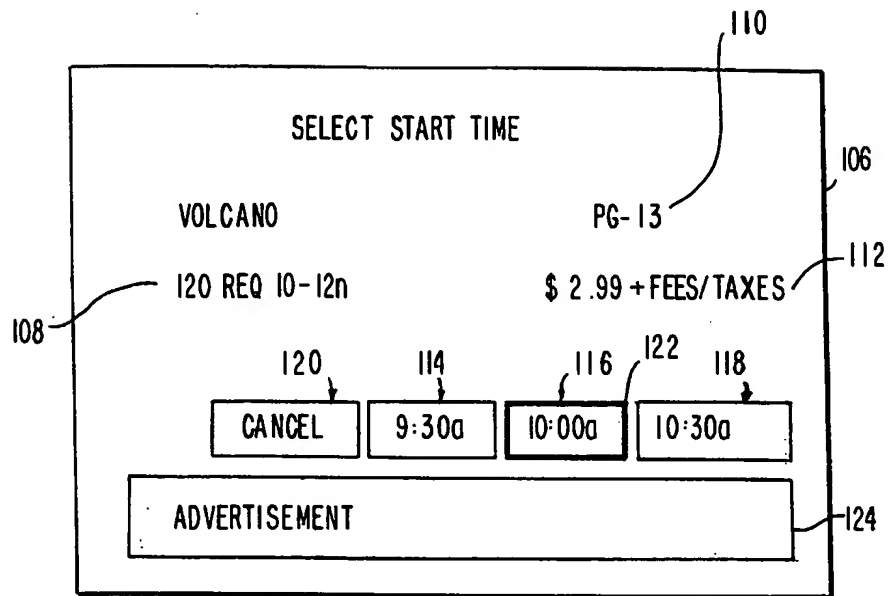 110
SELECT START TIME
106
VOLCANO PG-13
112
120 REQ 10-12n $ 2.99 +FEES/TAXES
108
120 114 116 122 118
CANCEL 9:30a 10:00a 10:30a
ADVERTISEMENT
124